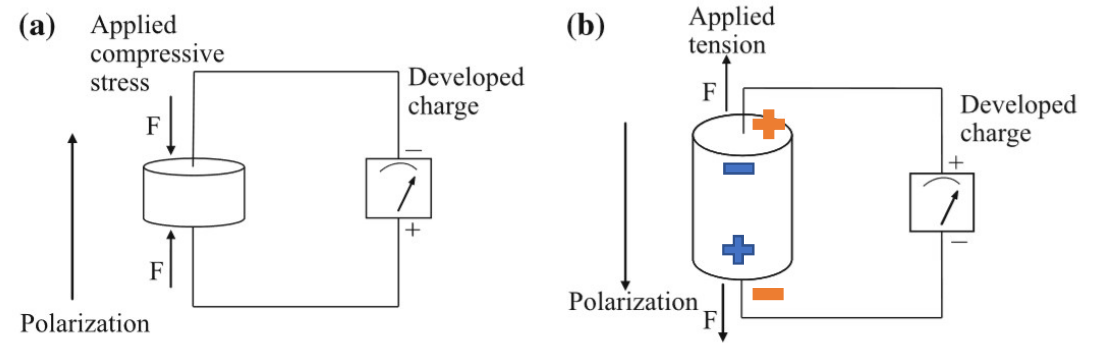 (a)
Applied
compressive
stress
F
Developed
charge
–
+
F
Polarization
(b)
Applied
tension
F
+
Developed
charge
–
+
+
–
Polarization
–
F